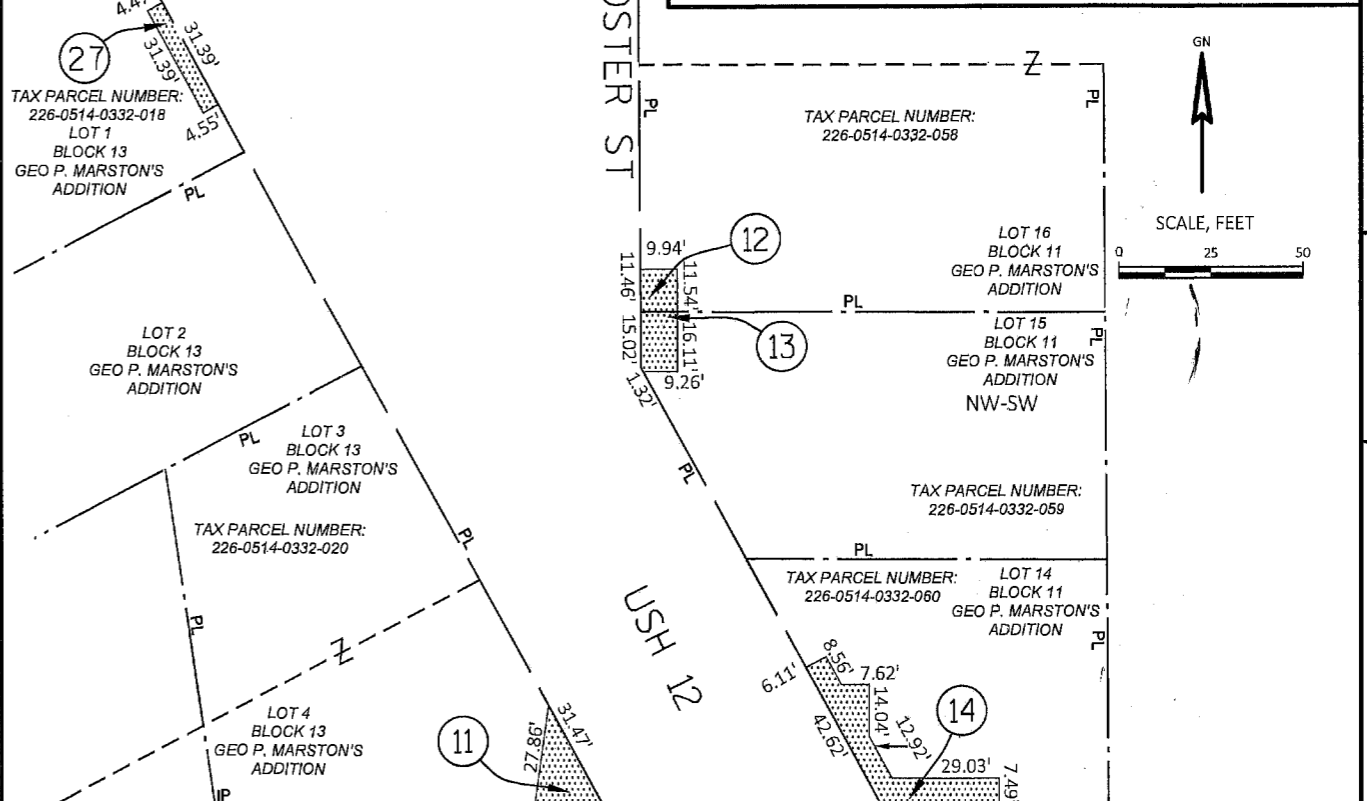 31.39'
31.39'
27
TAX PARCEL NUMBER:
226-0514-0332-018
LOT 1
BLOCK 13
GEO P. MARSTON'S
ADDITION
4.55'
PL
LOT 2
BLOCK 13
GEO P. MARSTON'S
ADDITION
PL
LOT 3
BLOCK 13
GEO P. MARSTON'S
ADDITION
TAX PARCEL NUMBER:
226-0514-0332-020
PL
PL
Z
LOT 4
BLOCK 13
GEO P. MARSTON'S
ADDITION
IP
11
27.86'
31.47'
USH 12
OSTER ST
PL
Z
PL
TAX PARCEL NUMBER:
226-0514-0332-058
GN
SCALE, FEET
0 25 50
LOT 16
BLOCK 11
GEO P. MARSTON'S
ADDITION
12
9.94'
11.46'
11.54'
PL
13
15.02'
16.11'
9.26'
1.32'
PL
LOT 15
BLOCK 11
GEO P. MARSTON'S
ADDITION
NW-SW
PL
TAX PARCEL NUMBER:
226-0514-0332-059
PL
TAX PARCEL NUMBER:
226-0514-0332-060
LOT 14
BLOCK 11
GEO P. MARSTON'S
ADDITION
PL
6.11'
8.56'
7.62'
14.04'
12.92'
42.62'
14
29.03'
7.49'